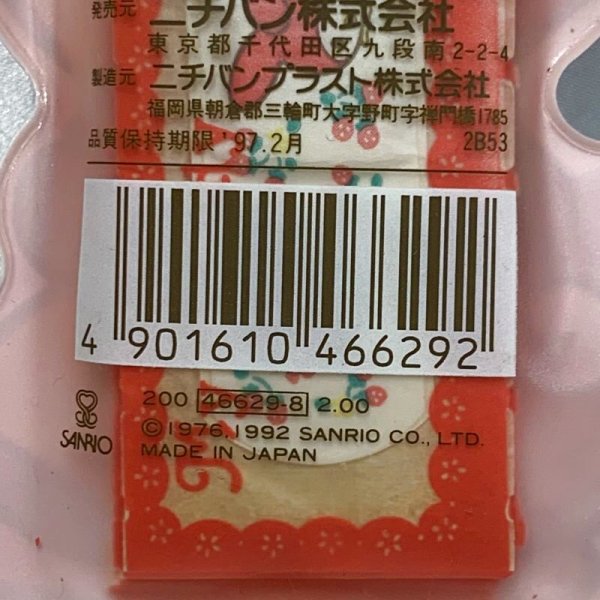 発売元 ニチバン株式会社
東京都千代田区九段南2-2-4
製造元 ニチバンプラスト株式会社
福岡県朝倉郡三輪町大字野町字禅門橋1785
品質保持期限 '97.2月 2B53
4 901610 466292
200 46629-8 2.00
©1976,1992 SANRIO CO., LTD.
MADE IN JAPAN
SANRIO